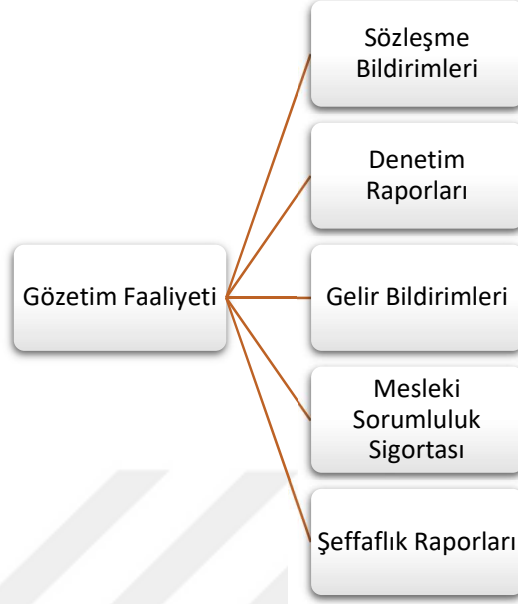 Sözleşme
Bildirimleri
Denetim
Raporları
Gözetim Faaliyeti
Gelir Bildirimleri
Mesleki
Sorumluluk
Sigortası
Şeffaflık Raporları